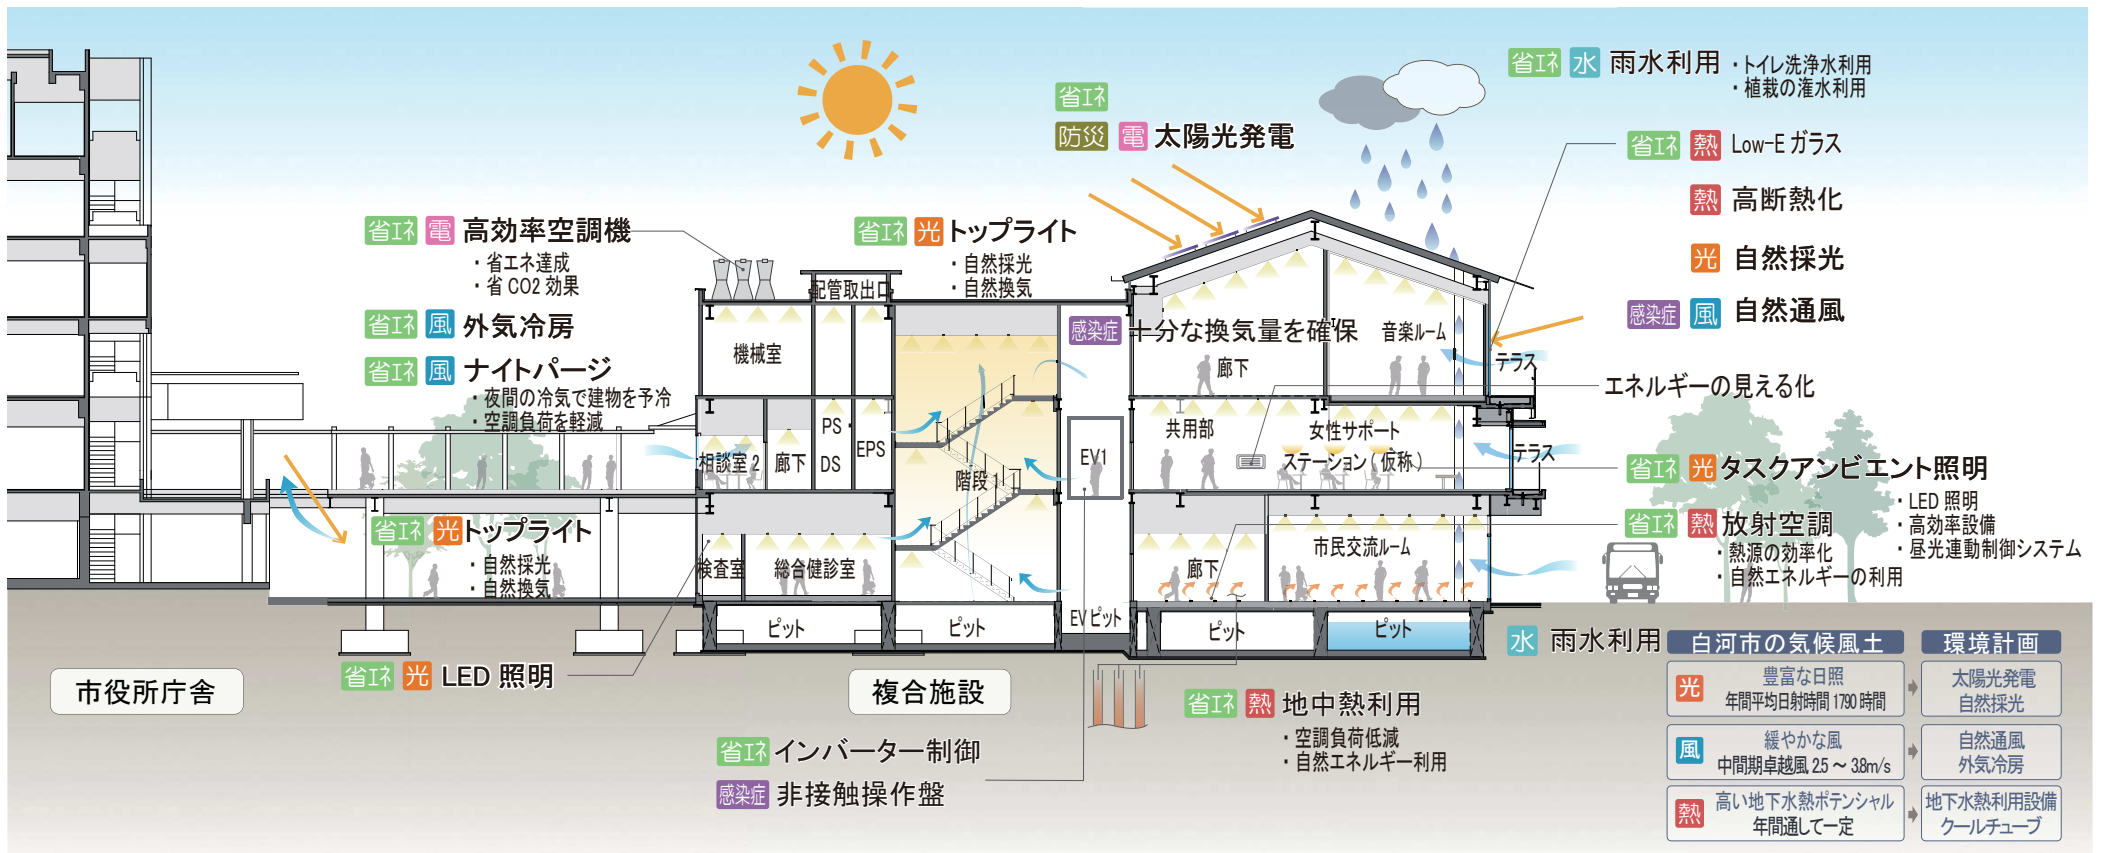 省エネ 水 雨水利用
・トイレ洗浄水利用
・植栽の潅水利用
省エネ
防災 電 太陽光発電
省エネ 熱 Low-E ガラス
熱 高断熱化
光 自然採光
感染症 風 自然通風
省エネ 電 高効率空調機
・省エネ達成
・省 CO2 効果
省エネ 風 外気冷房
省エネ 風 ナイトパージ
・夜間の冷気で建物を予冷
・空調負荷を軽減
省エネ 光 トップライト
・自然採光
・自然換気
配管取出口
感染症 十分な換気量を確保
機械室
廊下
音楽ルーム
テラス
エネルギーの見える化
相談室 2
廊下
PS・
DS
EPS
階段
EV1
共用部
女性サポート
ステーション(仮称)
テラス
省エネ 光 タスクアンビエント照明
・LED 照明
・高効率設備
・昼光連動制御システム
省エネ 熱 放射空調
・熱源の効率化
・自然エネルギーの利用
省エネ 光 トップライト
・自然採光
・自然換気
検査室
総合健診室
廊下
市民交流ルーム
ピット
ピット
EV ピット
ピット
ピット
水 雨水利用
省エネ 光 LED 照明
市役所庁舎
複合施設
省エネ 熱 地中熱利用
・空調負荷低減
・自然エネルギー利用
省エネ インバーター制御
感染症 非接触操作盤
白河市の気候風土 環境計画
光 豊富な日照
年間平均日射時間 1790 時間
太陽光発電
自然採光
風 緩やかな風
中間期卓越風 2.5 ～ 3.8m/s
自然通風
外気冷房
熱 高い地下水熱ポテンシャル
年間通して一定
地下水熱利用設備
クールチューブ